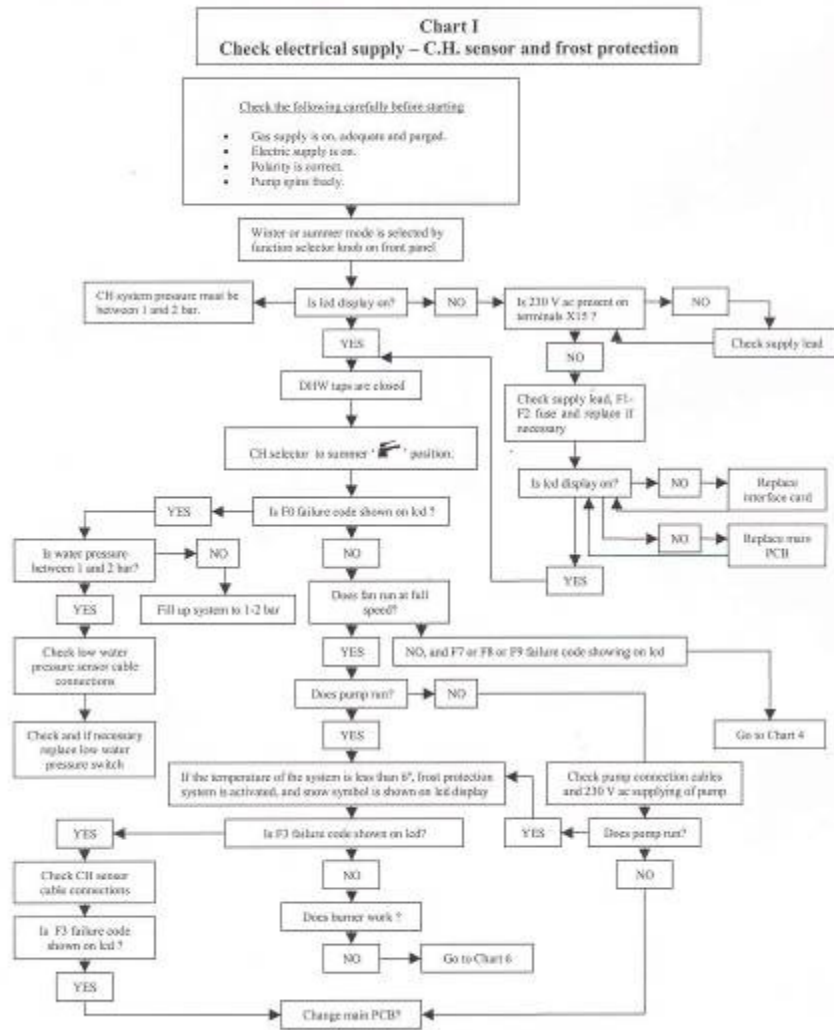 Chart I
Check electrical supply – C.H. sensor and frost protection
Check the following carefully before starting
• Gas supply is on, adequate and purged.
• Electric supply is on.
• Polarity is correct.
• Pump spins freely.
Winter or summer mode is selected by
function selector knob on front panel
CH system pressure must be
between 1 and 2 bar.
Is lcd display on?
NO
Is 230 V ac present on
terminals X15 ?
NO
Check supply lead
YES
NO
DHW taps are closed
Check supply lead, F1-
F2 fuse and replace if
necessary
CH selector to summer ' ' position.
Is lcd display on?
NO
Replace
interface card
YES
Is F0 failure code shown on lcd ?
NO
Replace main
PCB
Is water pressure
between 1 and 2 bar?
NO
NO
YES
YES
Fill up system to 1-2 bar
Does fan run at full
speed?
Check low water
pressure sensor cable
connections
YES
NO, and F7 or F8 or F9 failure code showing on lcd
Does pump run?
NO
Check and if necessary
replace low water
pressure switch
YES
Go to Chart 4
If the temperature of the system is less than 6º, frost protection
system is activated, and snow symbol is shown on lcd display
Check pump connection cables
and 230 V ac supplying of pump
YES
Is F3 failure code shown on lcd?
YES
Does pump run?
Check CH sensor
cable connections
NO
NO
Is F3 failure code
shown on lcd ?
Does burner work ?
NO
Go to Chart 6
YES
Change main PCB?